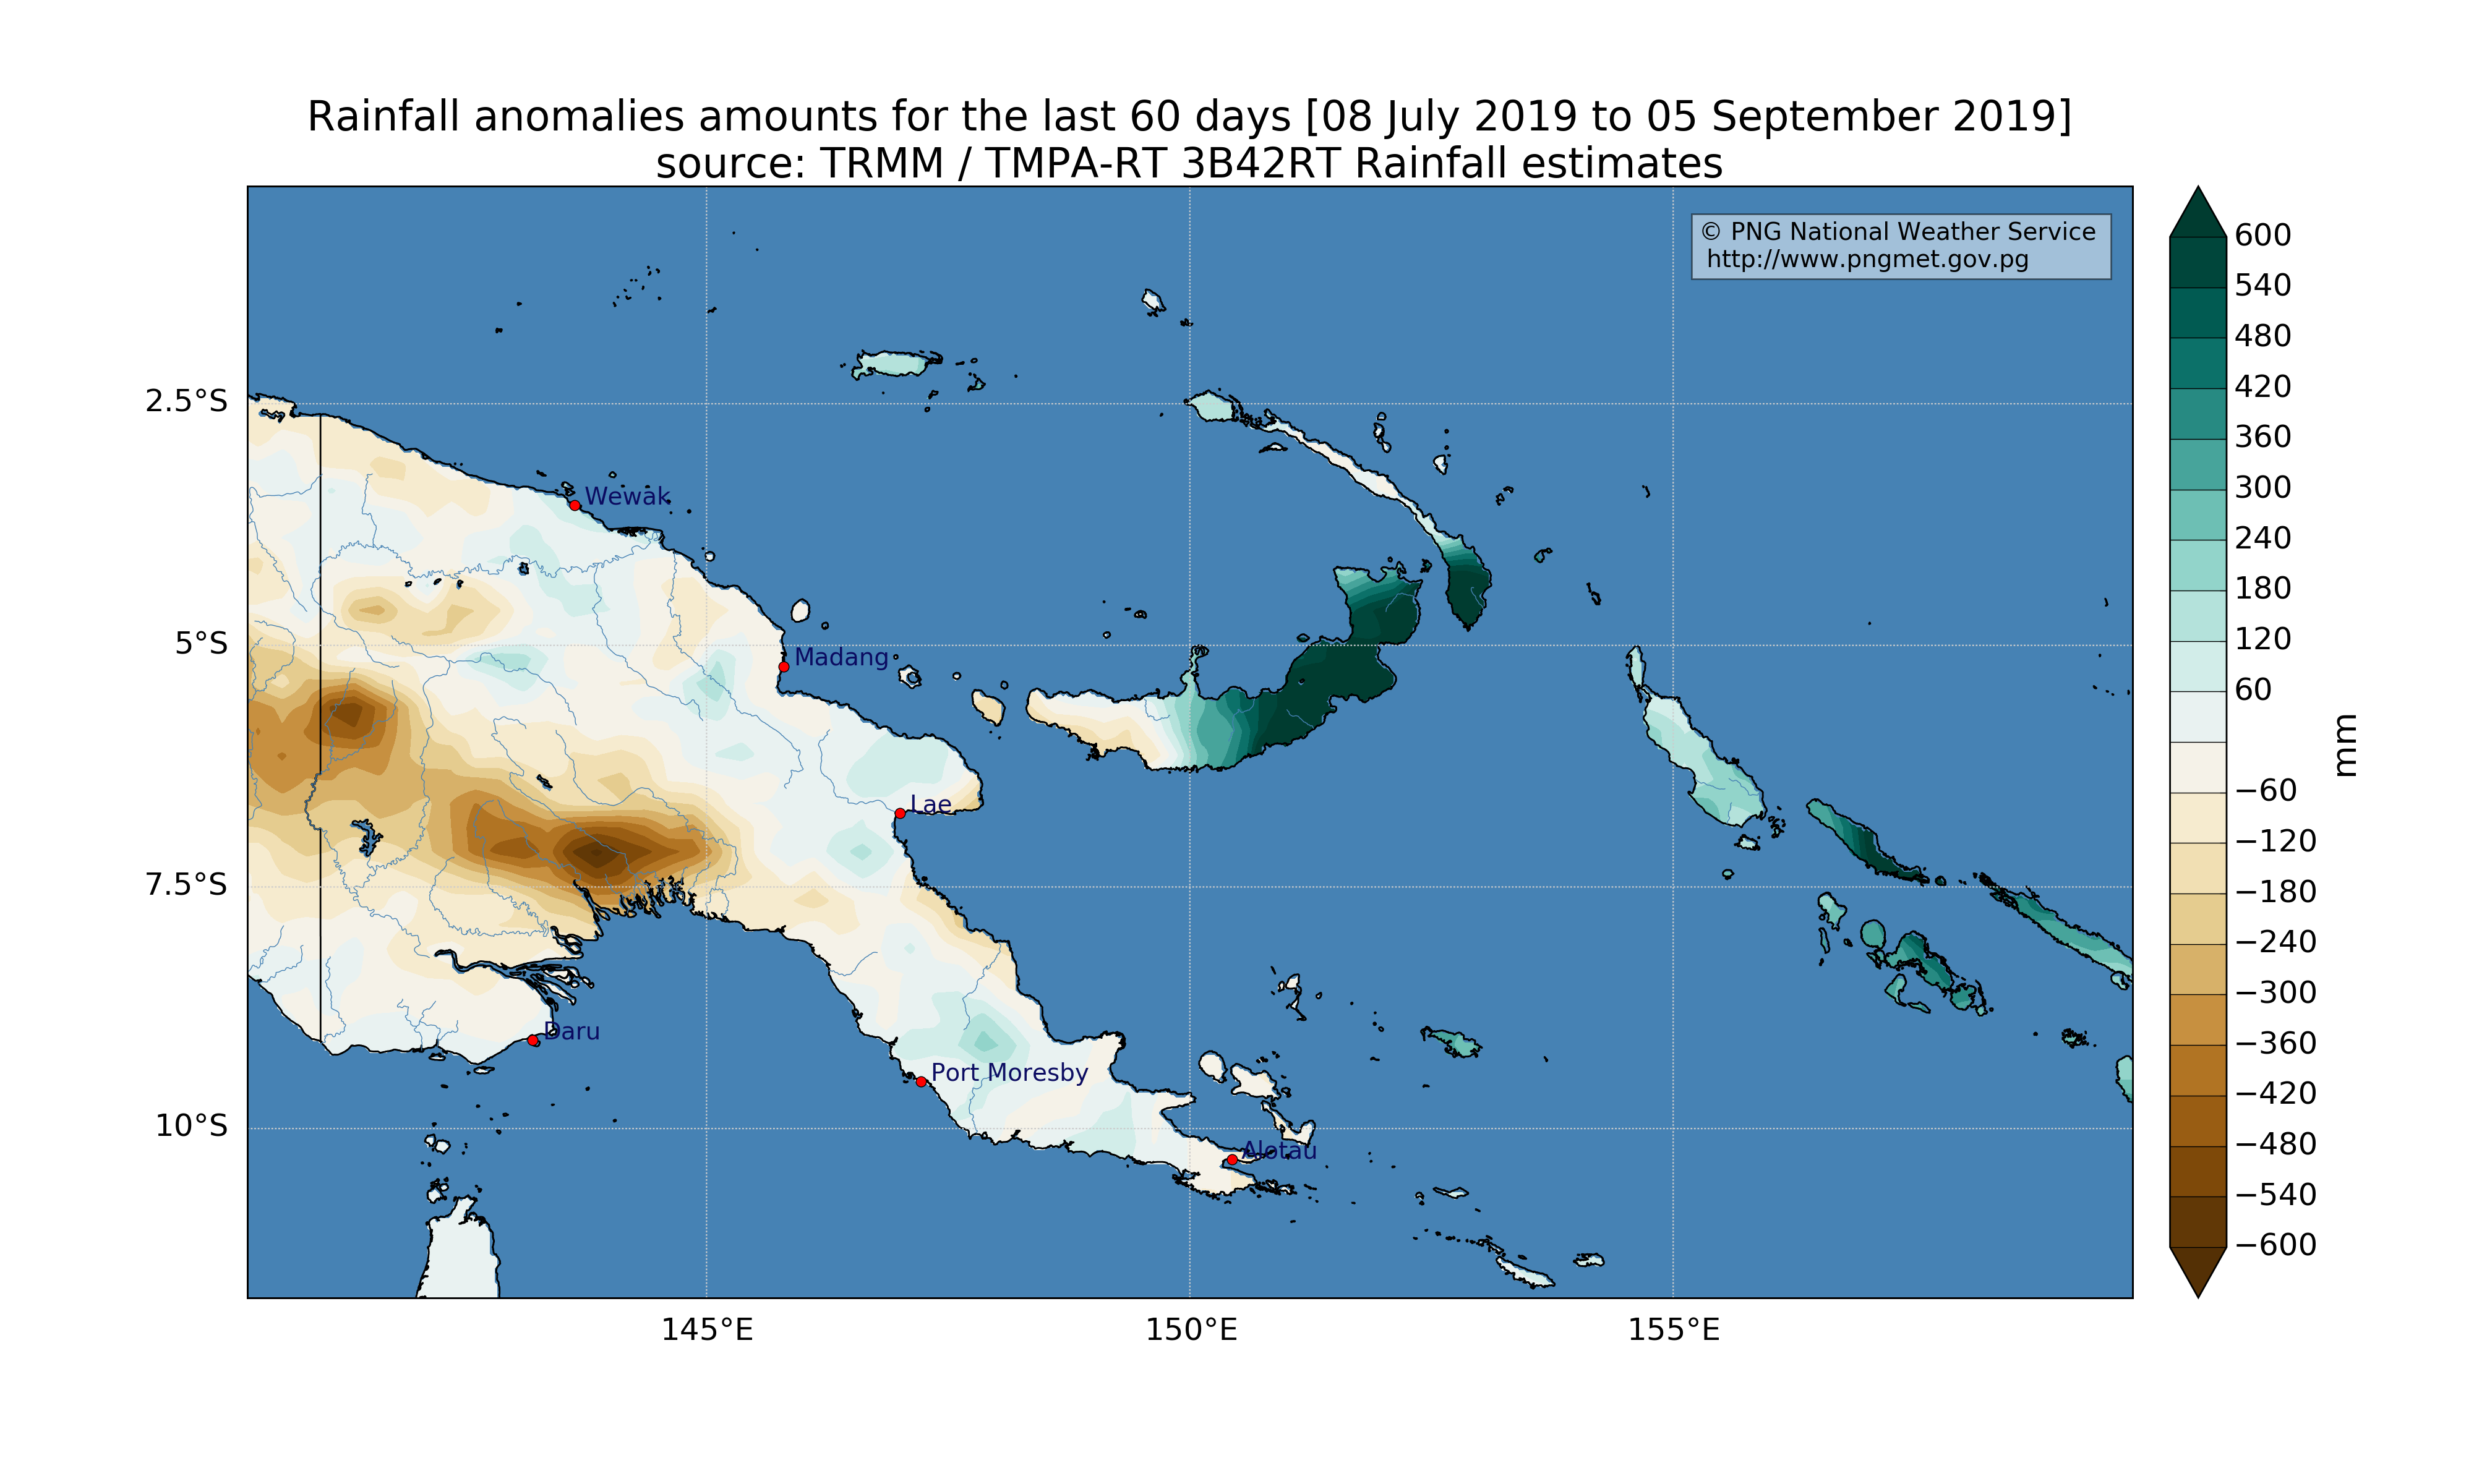 Rainfall anomalies amounts for the last 60 days [08 July 2019 to 05 September 2019]
source: TRMM / TMPA-RT 3B42RT Rainfall estimates
© PNG National Weather Service
http://www.pngmet.gov.pg
2.5°S
5°S
7.5°S
10°S
Wewak
Madang
Lae
Daru
Port Moresby
Alotau
145°E
150°E
155°E
600
540
480
420
360
300
240
180
120
60
−60
−120
−180
−240
−300
−360
−420
−480
−540
−600
mm